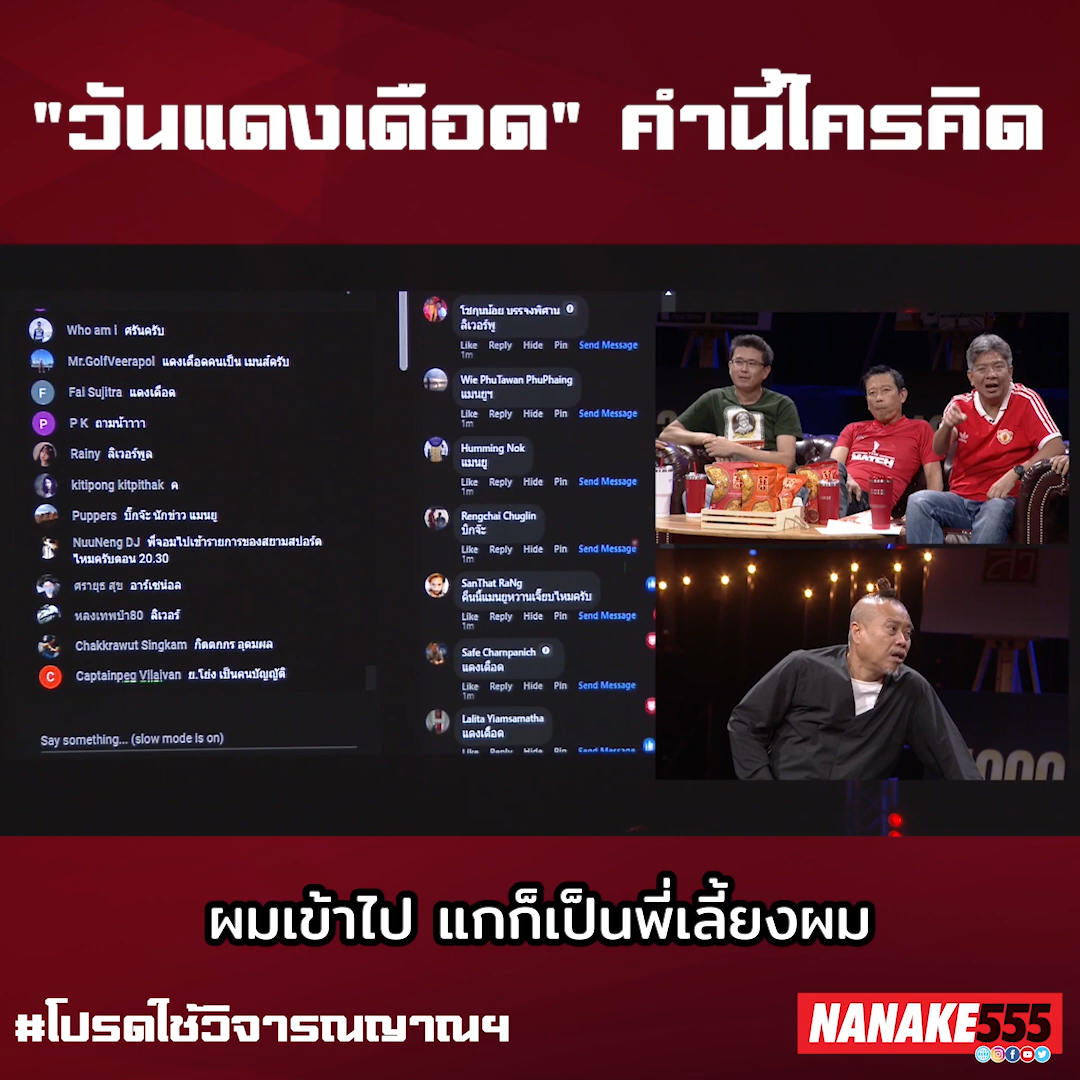 "วันแดงเดือด" คำนี้ใครคิด
Who am i ศรันครับ
Mr.GolfVeerapol แดงเดือดคนเป็น เมนส์ครับ
F Fai Sujitra แดงเดือด
P P K ถามน้าาาา
Rainy ลิเวอร์พูล
kitipong kitpithak ค
Puppers บิ๊กจ๊ะ นักข่าว แมนยู
NuuNeng DJ พี่จอมไปเข้ารายการของสยามสปอร์ต
ไหมครับตอน 20.30
ศรายุธ สุข อาร์เซน่อล
หลงเทพป่า80 ลิเวอร์
Chakkrawut Singkam กิตตกกร อุดมผล
C Captainpeg Vilaivan ย.โย่ง เป็นคนบัญญัติ
Say something... (slow mode is on)
โชกุนน้อย บรรจงพิศาน
ลิเวอร์พู
Like Reply Hide Pin Send Message
1m
Wie PhuTawan PhuPhaing
แมนยูฯ
Like Reply Hide Pin Send Message
1m
Humming Nok
แมนยู
Like Reply Hide Pin Send Message
1m
Rengchai Chuglin
บิกจ๊ะ
Like Reply Hide Pin Send Message
1m
SanThat RaNg
คืนนี้แมนยูหวานเจี๊ยบไหมครับ
Like Reply Hide Pin Send Message
1m
Safe Charnpanich
แดงเดือด
Like Reply Hide Pin Send Message
1m
Lalita Yiamsamatha
แดงเดือด
Like Reply Hide Pin Send Message
MATCH
ผมเข้าไป แกก็เป็นพี่เลี้ยงผม
#โปรดใช้วิจารณญาณฯ
NANAKE555